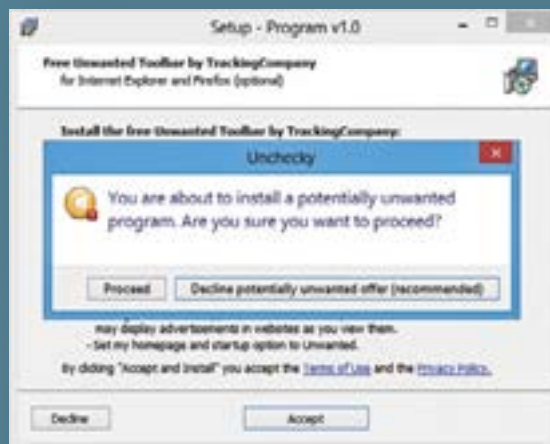 Setup - Program v1.0
Free Unwanted Toolbar by TrackingCompany
for Internet Explorer and Firefox (optional)
Install the free Unwanted Toolbar by TrackingCompany:
Unchecky
You are about to install a potentially unwanted
program. Are you sure you want to proceed?
Proceed
Decline potentially unwanted offer (recommended)
may display advertisements in websites as you view them.
- Set my homepage and startup option to Unwanted.
By clicking "Accept and Install" you accept the Terms of Use and the Privacy Policy.
Decline
Accept